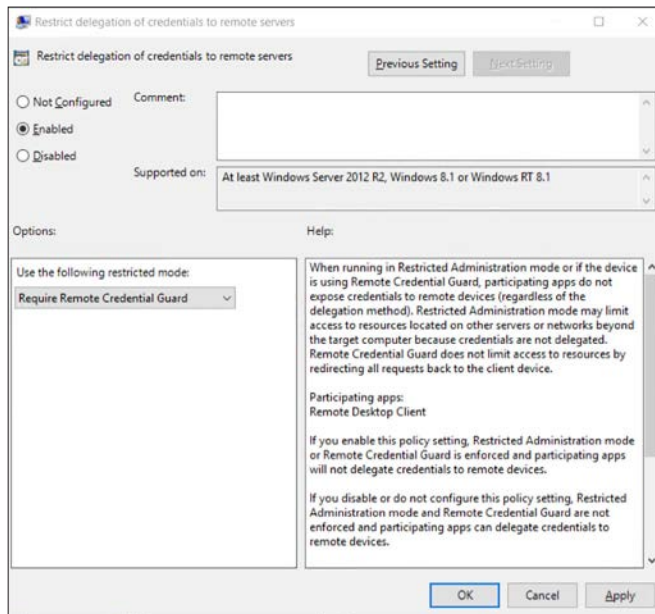 Restrict delegation of credentials to remote servers
Restrict delegation of credentials to remote servers
Previous Setting
Next Setting
Not Configured
Comment:
Enabled
Disabled
Supported on:
At least Windows Server 2012 R2, Windows 8.1 or Windows RT 8.1
Options:
Help:
Use the following restricted mode:
Require Remote Credential Guard
When running in Restricted Administration mode or if the device
is using Remote Credential Guard, participating apps do not
expose credentials to remote devices (regardless of the
delegation method). Restricted Administration mode may limit
access to resources located on other servers or networks beyond
the target computer because credentials are not delegated.
Remote Credential Guard does not limit access to resources by
redirecting all requests back to the client device.
Participating apps:
Remote Desktop Client
If you enable this policy setting, Restricted Administration mode
or Remote Credential Guard is enforced and participating apps
will not delegate credentials to remote devices.
If you disable or do not configure this policy setting, Restricted
Administration mode and Remote Credential Guard are not
enforced and participating apps can delegate credentials to
remote devices.
OK
Cancel
Apply